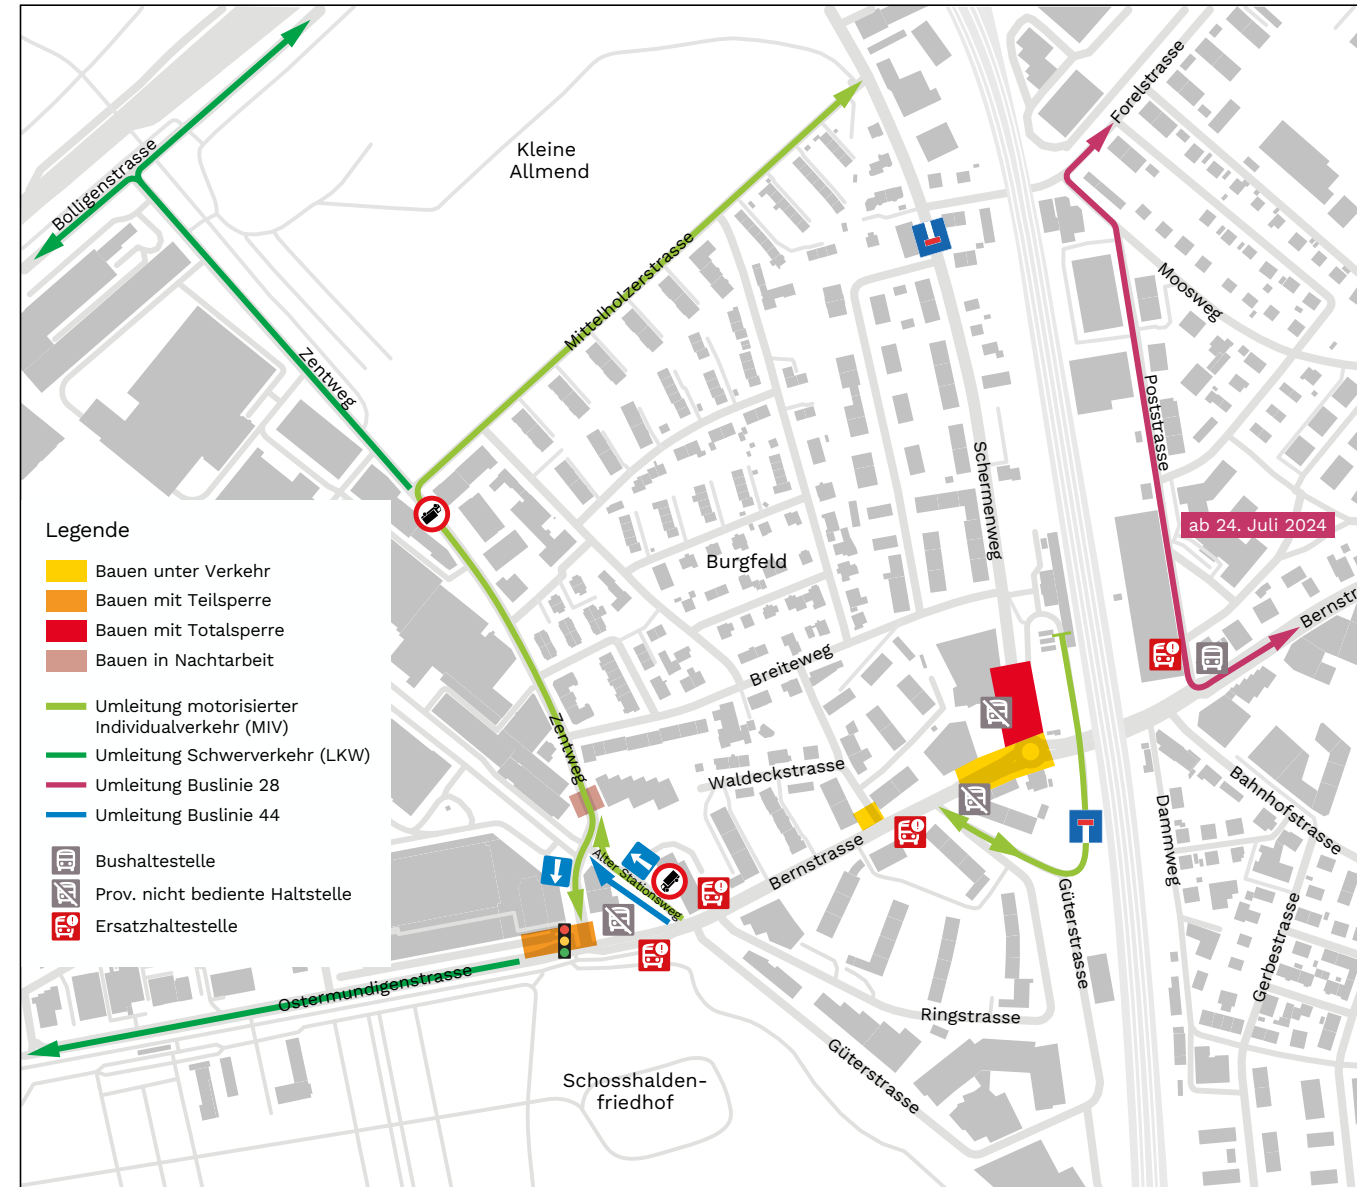 Forelstrasse
Kleine
Allmend
Bolligenstrasse
Mittelholzerstrasse
Moosweg
Zentweg
Poststrasse
Schermenweg
ab 24. Juli 2024
Legende
Bauen unter Verkehr
Bauen mit Teilsperre
Bauen mit Totalsperre
Bauen in Nachtarbeit
Umleitung motorisierter
Individualverkehr (MIV)
Umleitung Schwerverkehr (LKW)
Umleitung Buslinie 28
Umleitung Buslinie 44
Bushaltestelle
Prov. nicht bediente Haltstelle
Ersatzhaltestelle
Burgfeld
Bernstr
Breiteweg
Zentweg
Waldeckstrasse
Bahnhofstrasse
Dammweg
Alter Stationsweg
Bernstrasse
Güterstrasse
Gerbestrasse
Ostermundigenstrasse
Ringstrasse
Güterstrasse
Schosshalden-
friedhof